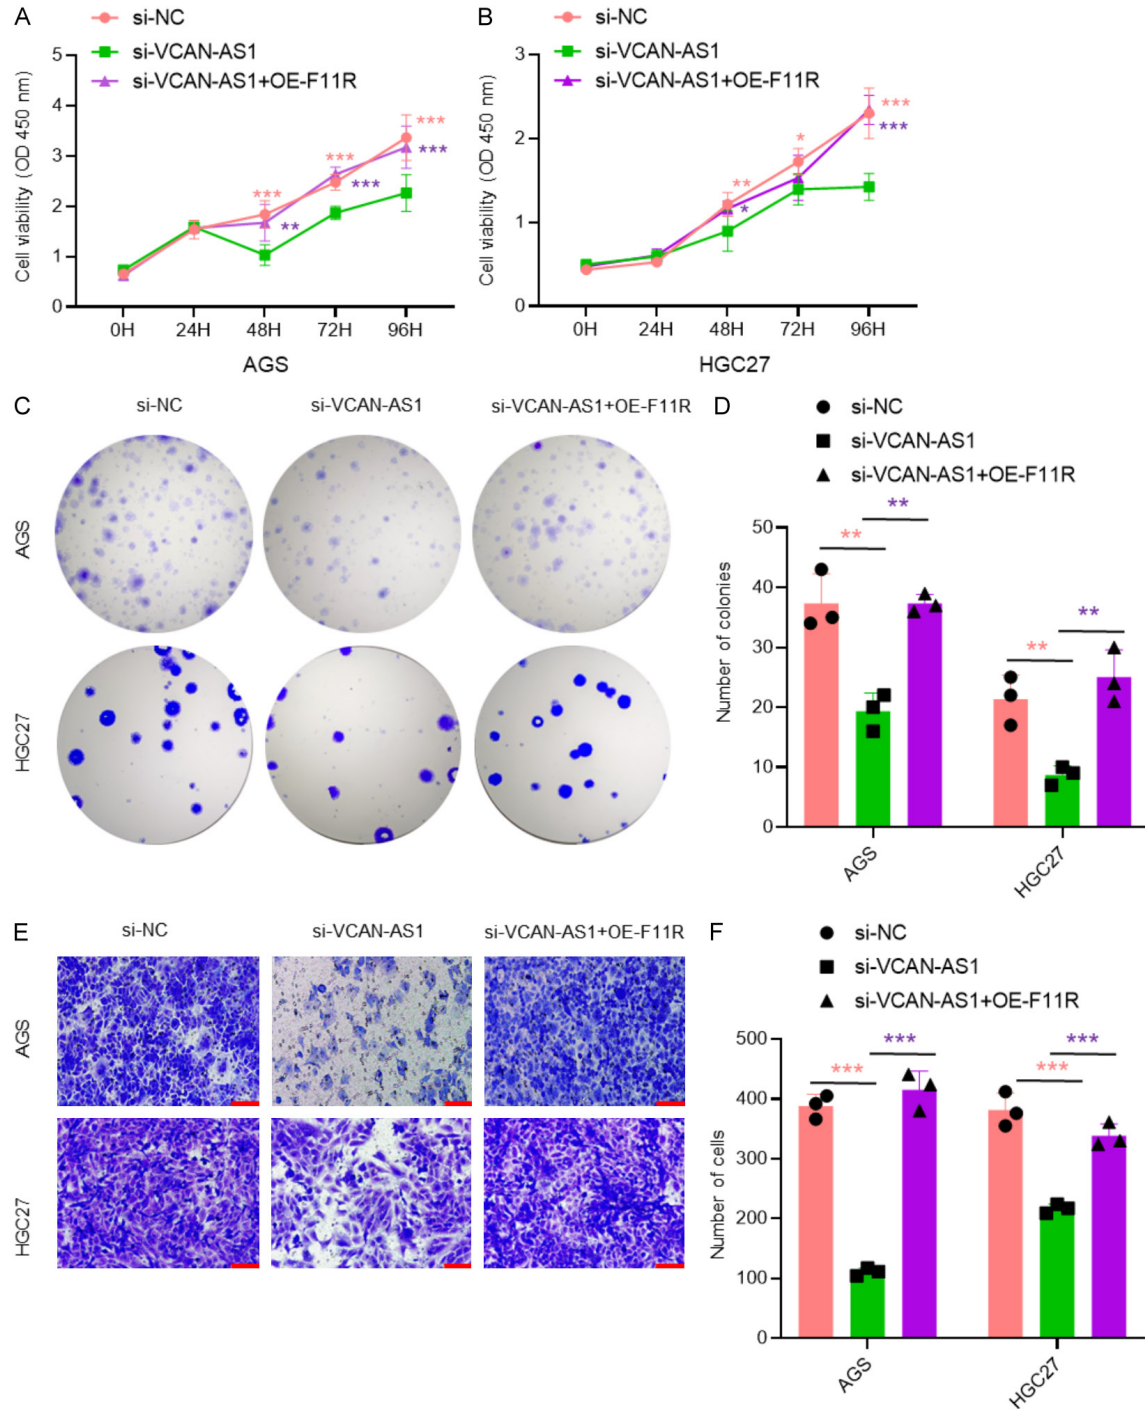 A
si-NC
si-VCAN-AS1
si-VCAN-AS1+OE-F11R
Cell viability (OD 450 nm)
5
4
3
2
1
0
***
***
***
***
***
**
0H 24H 48H 72H 96H
AGS
B
si-NC
si-VCAN-AS1
si-VCAN-AS1+OE-F11R
Cell viability (OD 450 nm)
3
2
1
0
***
***
*
**
*
0H 24H 48H 72H 96H
HGC27
C
si-NC si-VCAN-AS1 si-VCAN-AS1+OE-F11R
AGS
HGC27
D
si-NC
si-VCAN-AS1
si-VCAN-AS1+OE-F11R
Number of colonies
50
40
30
20
10
0
**
**
**
**
AGS
HGC27
E
si-NC si-VCAN-AS1 si-VCAN-AS1+OE-F11R
AGS
HGC27
F
si-NC
si-VCAN-AS1
si-VCAN-AS1+OE-F11R
Number of cells
500
400
300
200
100
0
***
***
***
***
AGS
HGC27